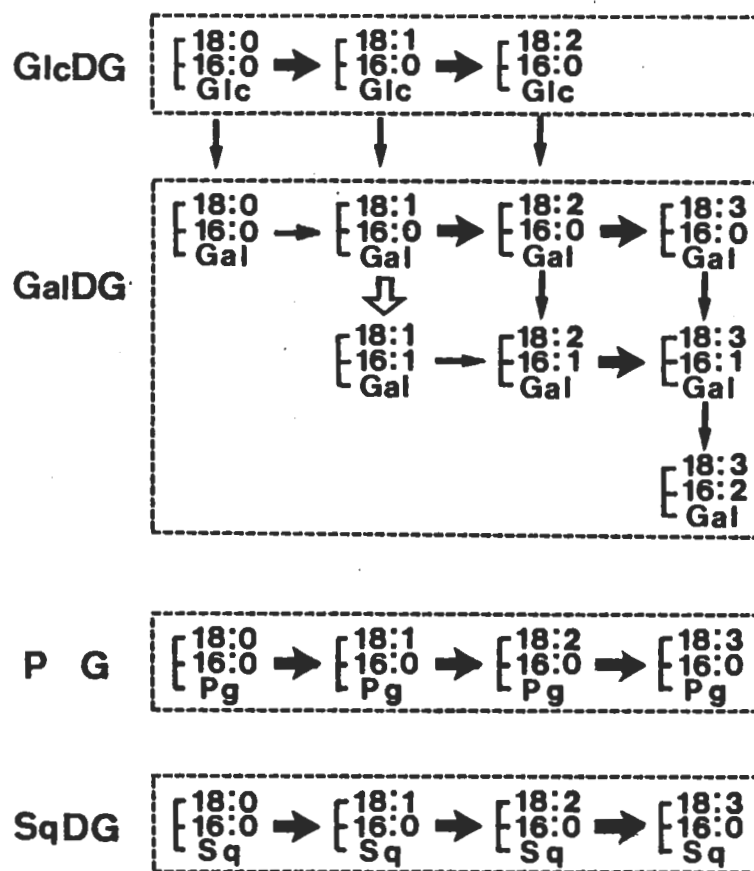 GlcDG
18:0 18:1 18:2
16:0 16:0 16:0
Glc Glc Glc
GalDG
18:0 18:1 18:2 18:3
16:0 16:0 16:0 16:0
Gal Gal Gal Gal
18:1 18:2 18:3
16:1 16:1 16:1
Gal Gal Gal
18:3
16:2
Gal
P G
18:0 18:1 18:2 18:3
16:0 16:0 16:0 16:0
Pg Pg Pg Pg
SqDG
18:0 18:1 18:2 18:3
16:0 16:0 16:0 16:0
Sq Sq Sq Sq